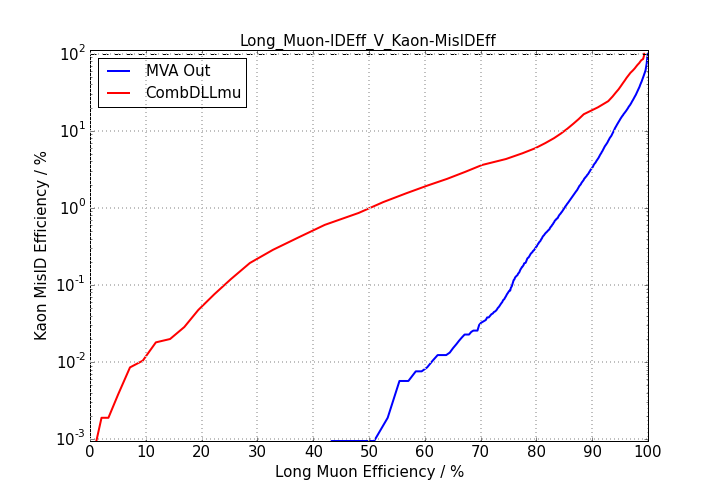 Long_Muon-IDEff_V_Kaon-MisIDEff
MVA Out
CombDLLmu
Kaon MisID Efficiency / %
10^2
10^1
10^0
10^-1
10^-2
10^-3
0 10 20 30 40 50 60 70 80 90 100
Long Muon Efficiency / %